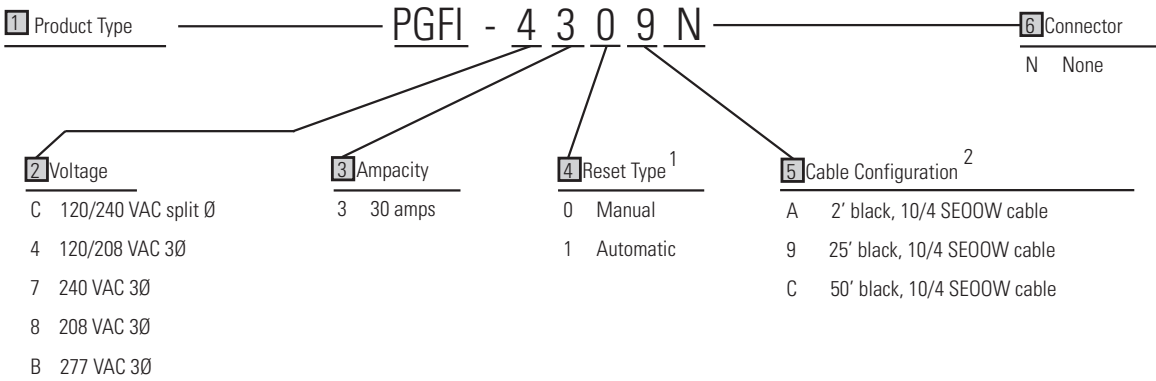 1 Product Type
PGFI - 4 3 0 9 N
6 Connector
N None
2 Voltage
C 120/240 VAC split Ø
4 120/208 VAC 3Ø
7 240 VAC 3Ø
8 208 VAC 3Ø
B 277 VAC 3Ø
3 Ampacity
3 30 amps
4 Reset Type 1
0 Manual
1 Automatic
5 Cable Configuration 2
A 2’ black, 10/4 SEOOW cable
9 25’ black, 10/4 SEOOW cable
C 50’ black, 10/4 SEOOW cable